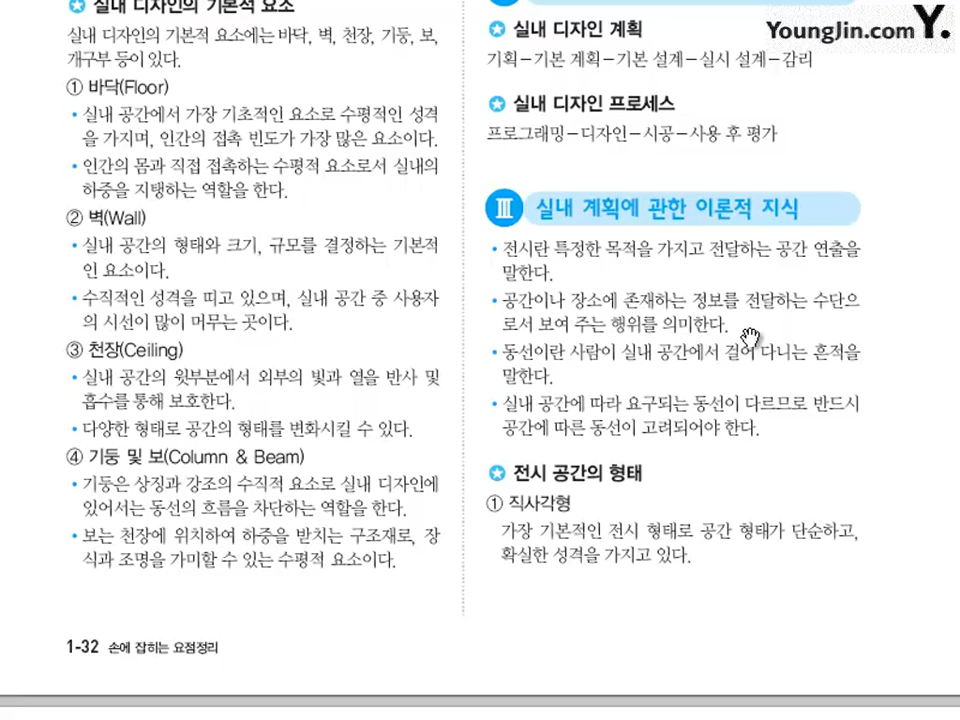 실내 디자인의 기본적 요소
실내 디자인의 기본적 요소에는 바닥, 벽, 천장, 기둥, 보,
개구부 등이 있다.
① 바닥(Floor)
• 실내 공간에서 가장 기초적인 요소로 수평적인 성격
을 가지며, 인간의 접촉 빈도가 가장 많은 요소이다.
• 인간의 몸과 직접 접촉하는 수평적 요소로서 실내의
하중을 지탱하는 역할을 한다.
② 벽(Wall)
• 실내 공간의 형태와 크기, 규모를 결정하는 기본적
인 요소이다.
• 수직적인 성격을 띠고 있으며, 실내 공간 중 사용자
의 시선이 많이 머무는 곳이다.
③ 천장(Ceiling)
• 실내 공간의 윗부분에서 외부의 빛과 열을 반사 및
흡수를 통해 보호한다.
• 다양한 형태로 공간의 형태를 변화시킬 수 있다.
④ 기둥 및 보(Column & Beam)
• 기둥은 상징과 강조의 수직적 요소로 실내 디자인에
있어서는 동선의 흐름을 차단하는 역할을 한다.
• 보는 천장에 위치하여 하중을 받치는 구조재로, 장
식과 조명을 가미할 수 있는 수평적 요소이다.
1-32 손에 잡히는 요점정리
YoungJin.com Y.
실내 디자인 계획
기획-기본 계획-기본 설계-실시 설계-감리
실내 디자인 프로세스
프로그래밍-디자인-시공-사용 후 평가
Ⅲ 실내 계획에 관한 이론적 지식
• 전시란 특정한 목적을 가지고 전달하는 공간 연출을
말한다.
• 공간이나 장소에 존재하는 정보를 전달하는 수단으
로서 보여 주는 행위를 의미한다.
• 동선이란 사람이 실내 공간에서 걸어 다니는 흔적을
말한다.
• 실내 공간에 따라 요구되는 동선이 다르므로 반드시
공간에 따른 동선이 고려되어야 한다.
전시 공간의 형태
① 직사각형
가장 기본적인 전시 형태로 공간 형태가 단순하고,
확실한 성격을 가지고 있다.